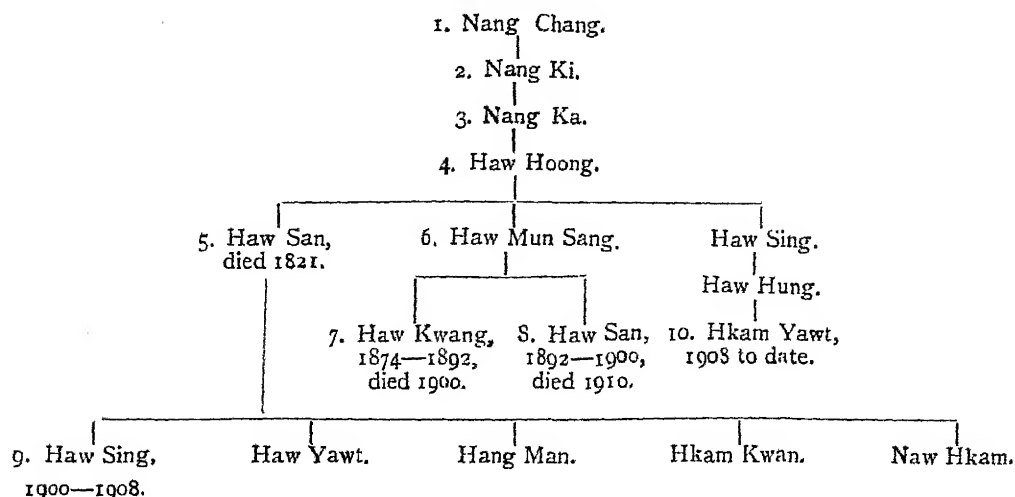 1. Nang Chang.
2. Nang Ki.
3. Nang Ka.
4. Haw Hoong.
5. Haw San,
died 1821.
6. Haw Mun Sang.
Haw Sing.
Haw Hung.
7. Haw Kwang,
1874—1892,
died 1900.
8. Haw San,
1892—1900,
died 1910.
10. Hkam Yawt,
1908 to date.
9. Haw Sing,
1900—1908.
Haw Yawt.
Hang Man.
Hkam Kwan.
Naw Hkam.